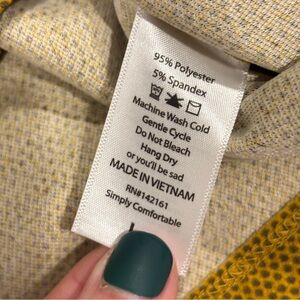 95% Polyester
5% Spandex
Machine Wash Cold
Gentle Cycle
Do Not Bleach
Hang Dry
or you'll be sad
MADE IN VIETNAM
RN#142161
Simply Comfortable